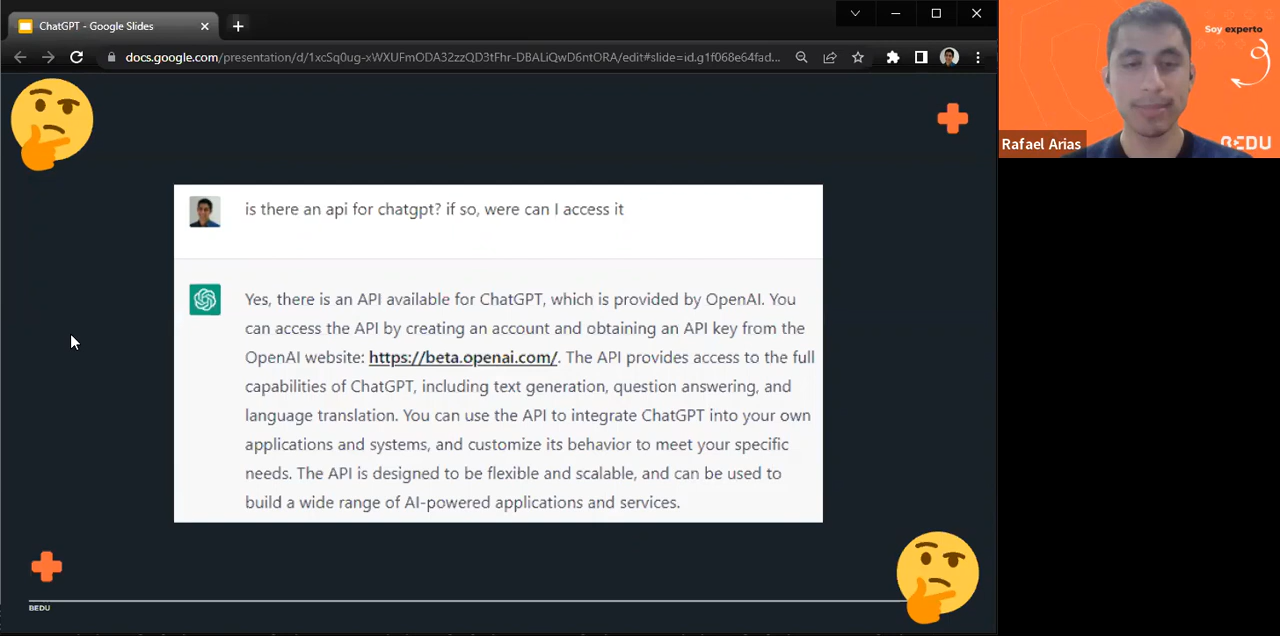 ChatGPT - Google Slides
docs.google.com/presentation/d/1xcSq0ug-xWXUFmODA32zzQD3tFhr-DBALiQwD6ntORA/edit#slide=id.g1f068e64fad...
Soy experto
BEDU
Rafael Arias
is there an api for chatgpt? if so, were can I access it
Yes, there is an API available for ChatGPT, which is provided by OpenAI. You
can access the API by creating an account and obtaining an API key from the
OpenAI website: https://beta.openai.com/. The API provides access to the full
capabilities of ChatGPT, including text generation, question answering, and
language translation. You can use the API to integrate ChatGPT into your own
applications and systems, and customize its behavior to meet your specific
needs. The API is designed to be flexible and scalable, and can be used to
build a wide range of AI-powered applications and services.
BEDU